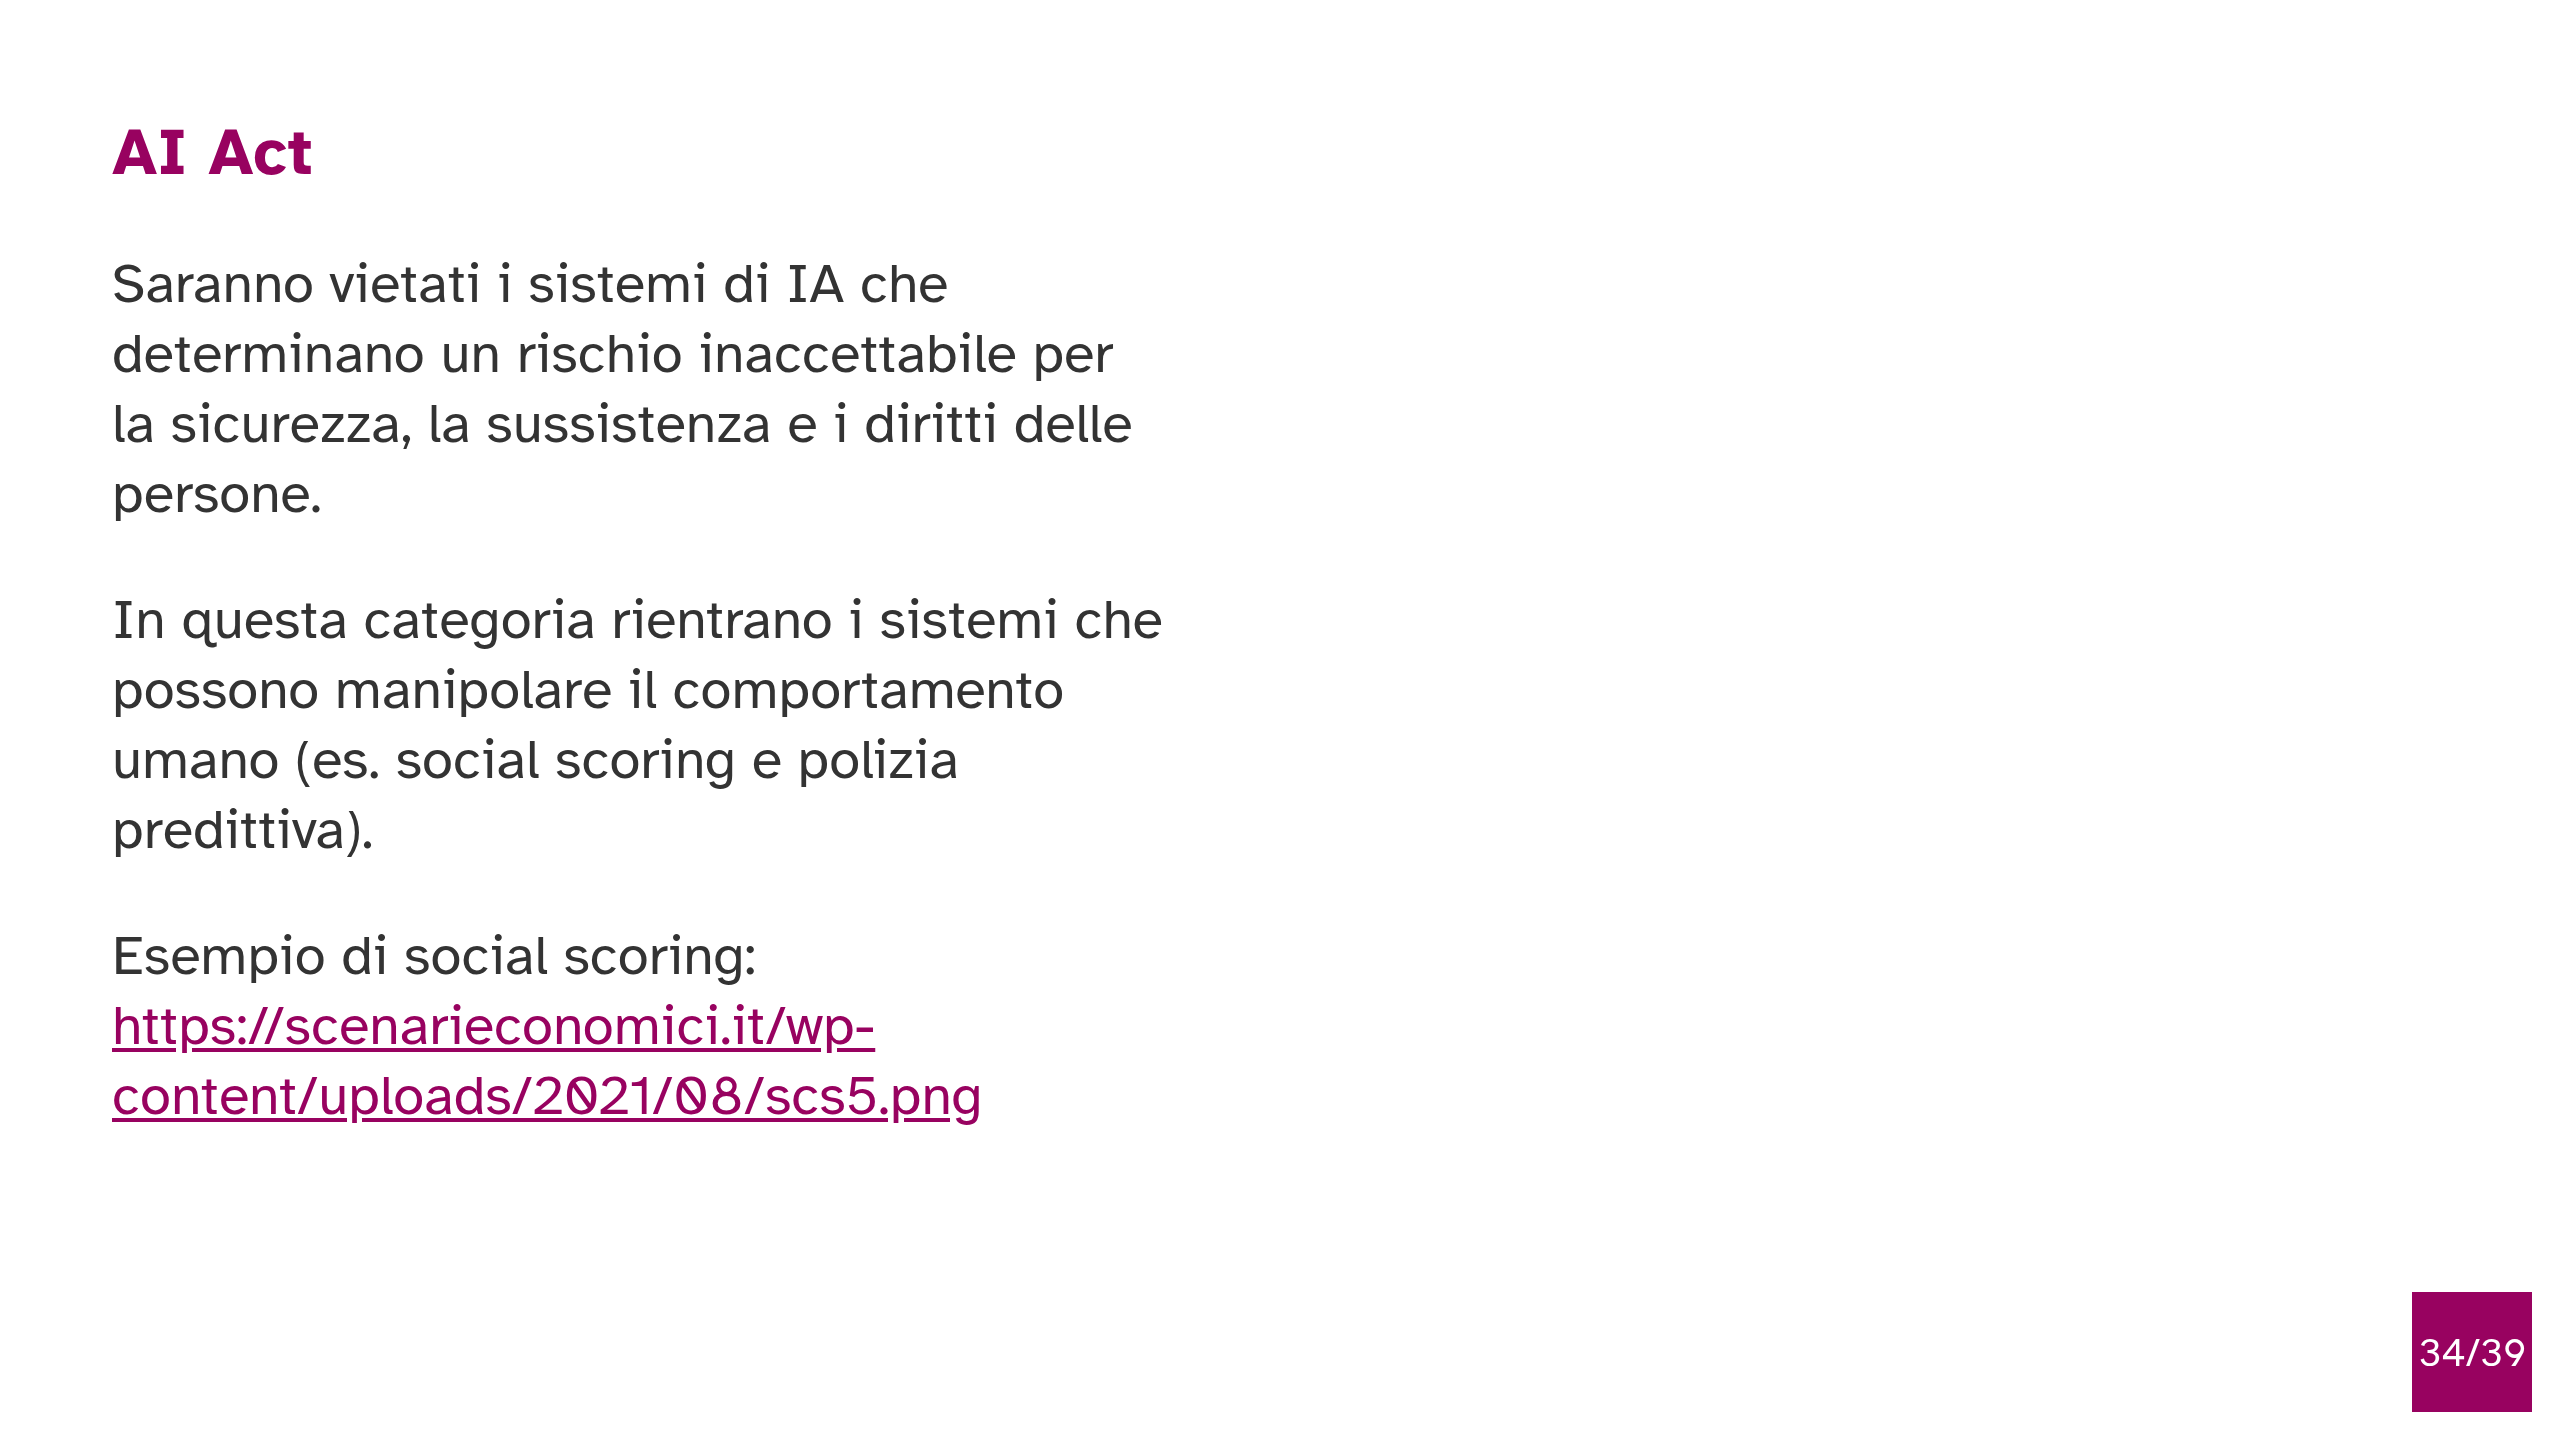 AI Act
Saranno vietati i sistemi di IA che
determinano un rischio inaccettabile per
la sicurezza, la sussistenza e i diritti delle
persone.
In questa categoria rientrano i sistemi che
possono manipolare il comportamento
umano (es. social scoring e polizia
predittiva).
Esempio di social scoring:
https://scenarieconomici.it/wp-
content/uploads/2021/08/scs5.png
34/39